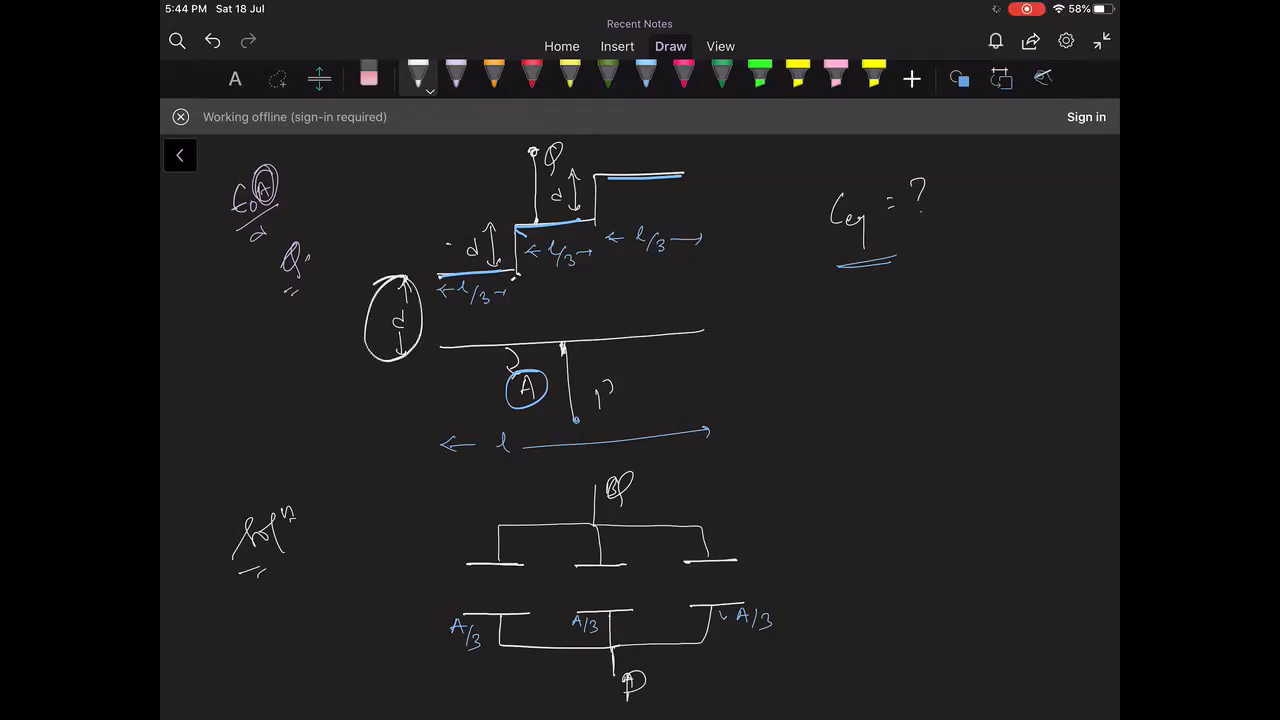 5:44 PM Sat 18 Jul
58%
Recent Notes
Home Insert Draw View
A
Working offline (sign-in required)
Sign in
Q
ε₀A/d
d
Ceq = ?
d
l/3
l/3
l/3
Q.
d
A
P
l
Q
Solⁿ
A/3
A/3
A/3
P